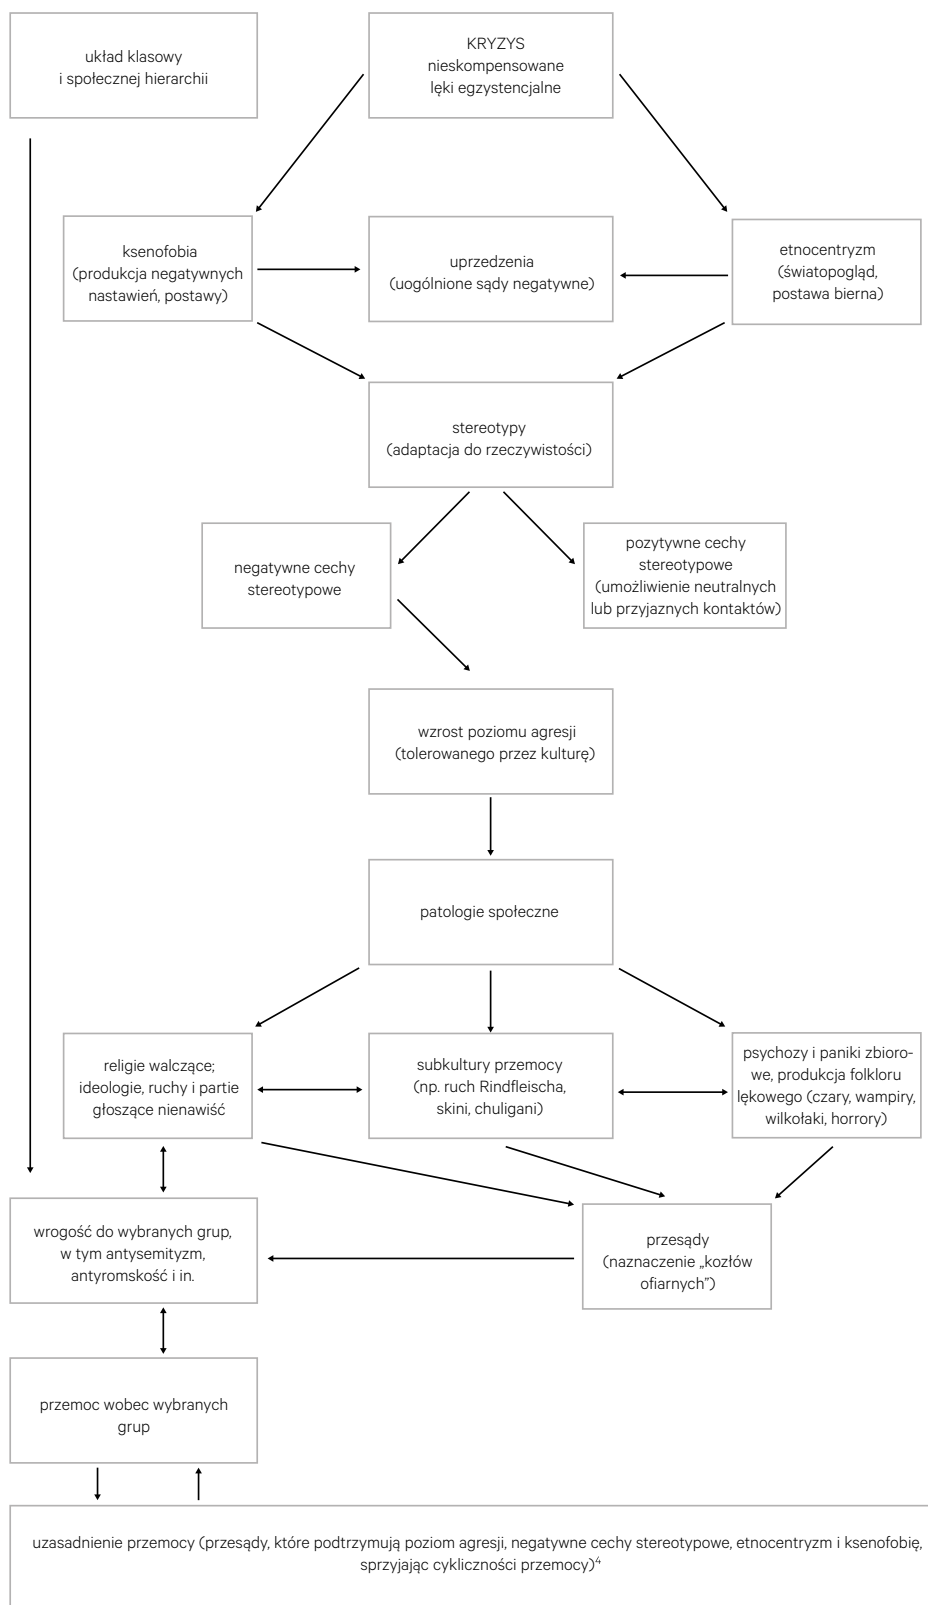 układ klasowy
i społecznej hierarchii
KRYZYS
nieskompensowane
lęki egzystencjalne
ksenofobia
(produkcja negatywnych
nastawień, postawy)
uprzedzenia
(uogólnione sądy negatywne)
etnocentryzm
(światopogląd,
postawa bierna)
stereotypy
(adaptacja do rzeczywistości)
negatywne cechy
stereotypowe
pozytywne cechy
stereotypowe
(umożliwienie neutralnych
lub przyjaznych kontaktów)
wzrost poziomu agresji
(tolerowanego przez kulturę)
patologie społeczne
religie walczące;
ideologie, ruchy i partie
głoszące nienawiść
subkultury przemocy
(np. ruch Rindfleischa,
skini, chuligani)
psychozy i paniki zbioro-
we, produkcja folkloru
lękowego (czary, wampiry,
wilkołaki, horrory)
wrogość do wybranych grup,
w tym antysemityzm,
antyromskość i in.
przesądy
(naznaczenie „kozłów
ofiarnych”)
przemoc wobec wybranych
grup
uzasadnienie przemocy (przesądy, które podtrzymują poziom agresji, negatywne cechy stereotypowe, etnocentryzm i ksenofobię,
sprzyjając cykliczności przemocy)⁴